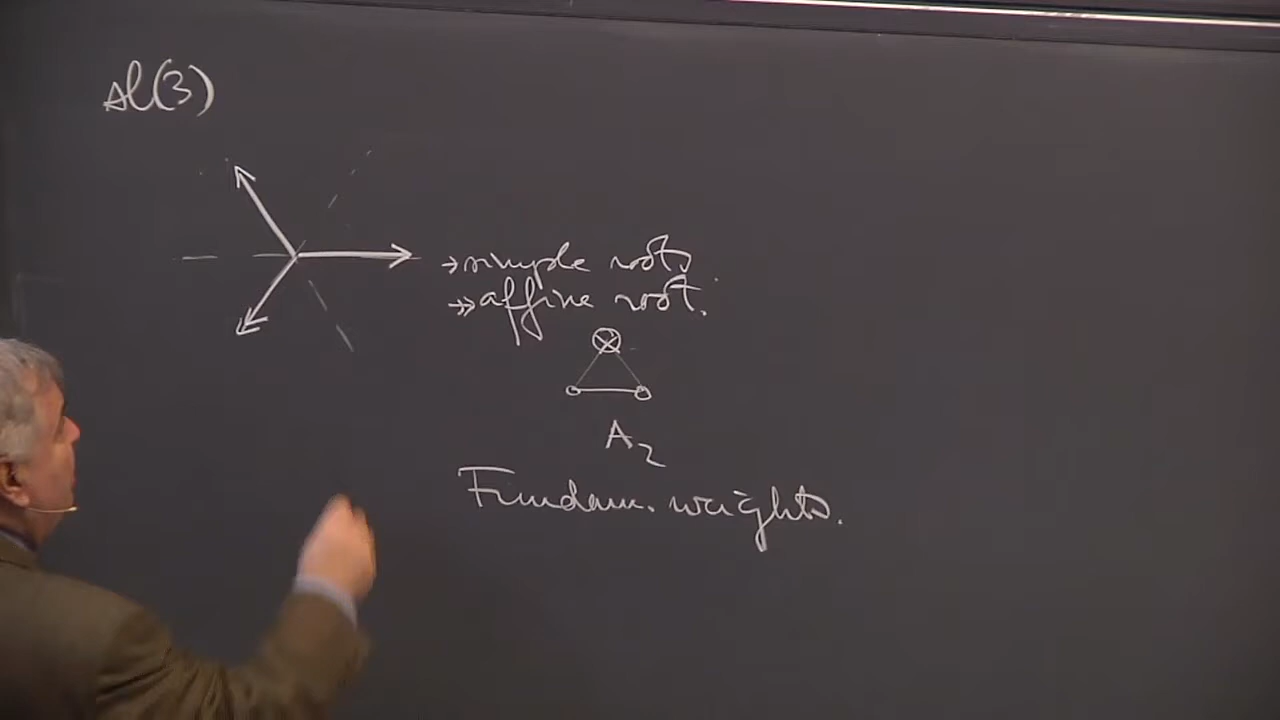 sl(3)
→ simple roots
↠ affine root.
A₂
Fundam. weights.